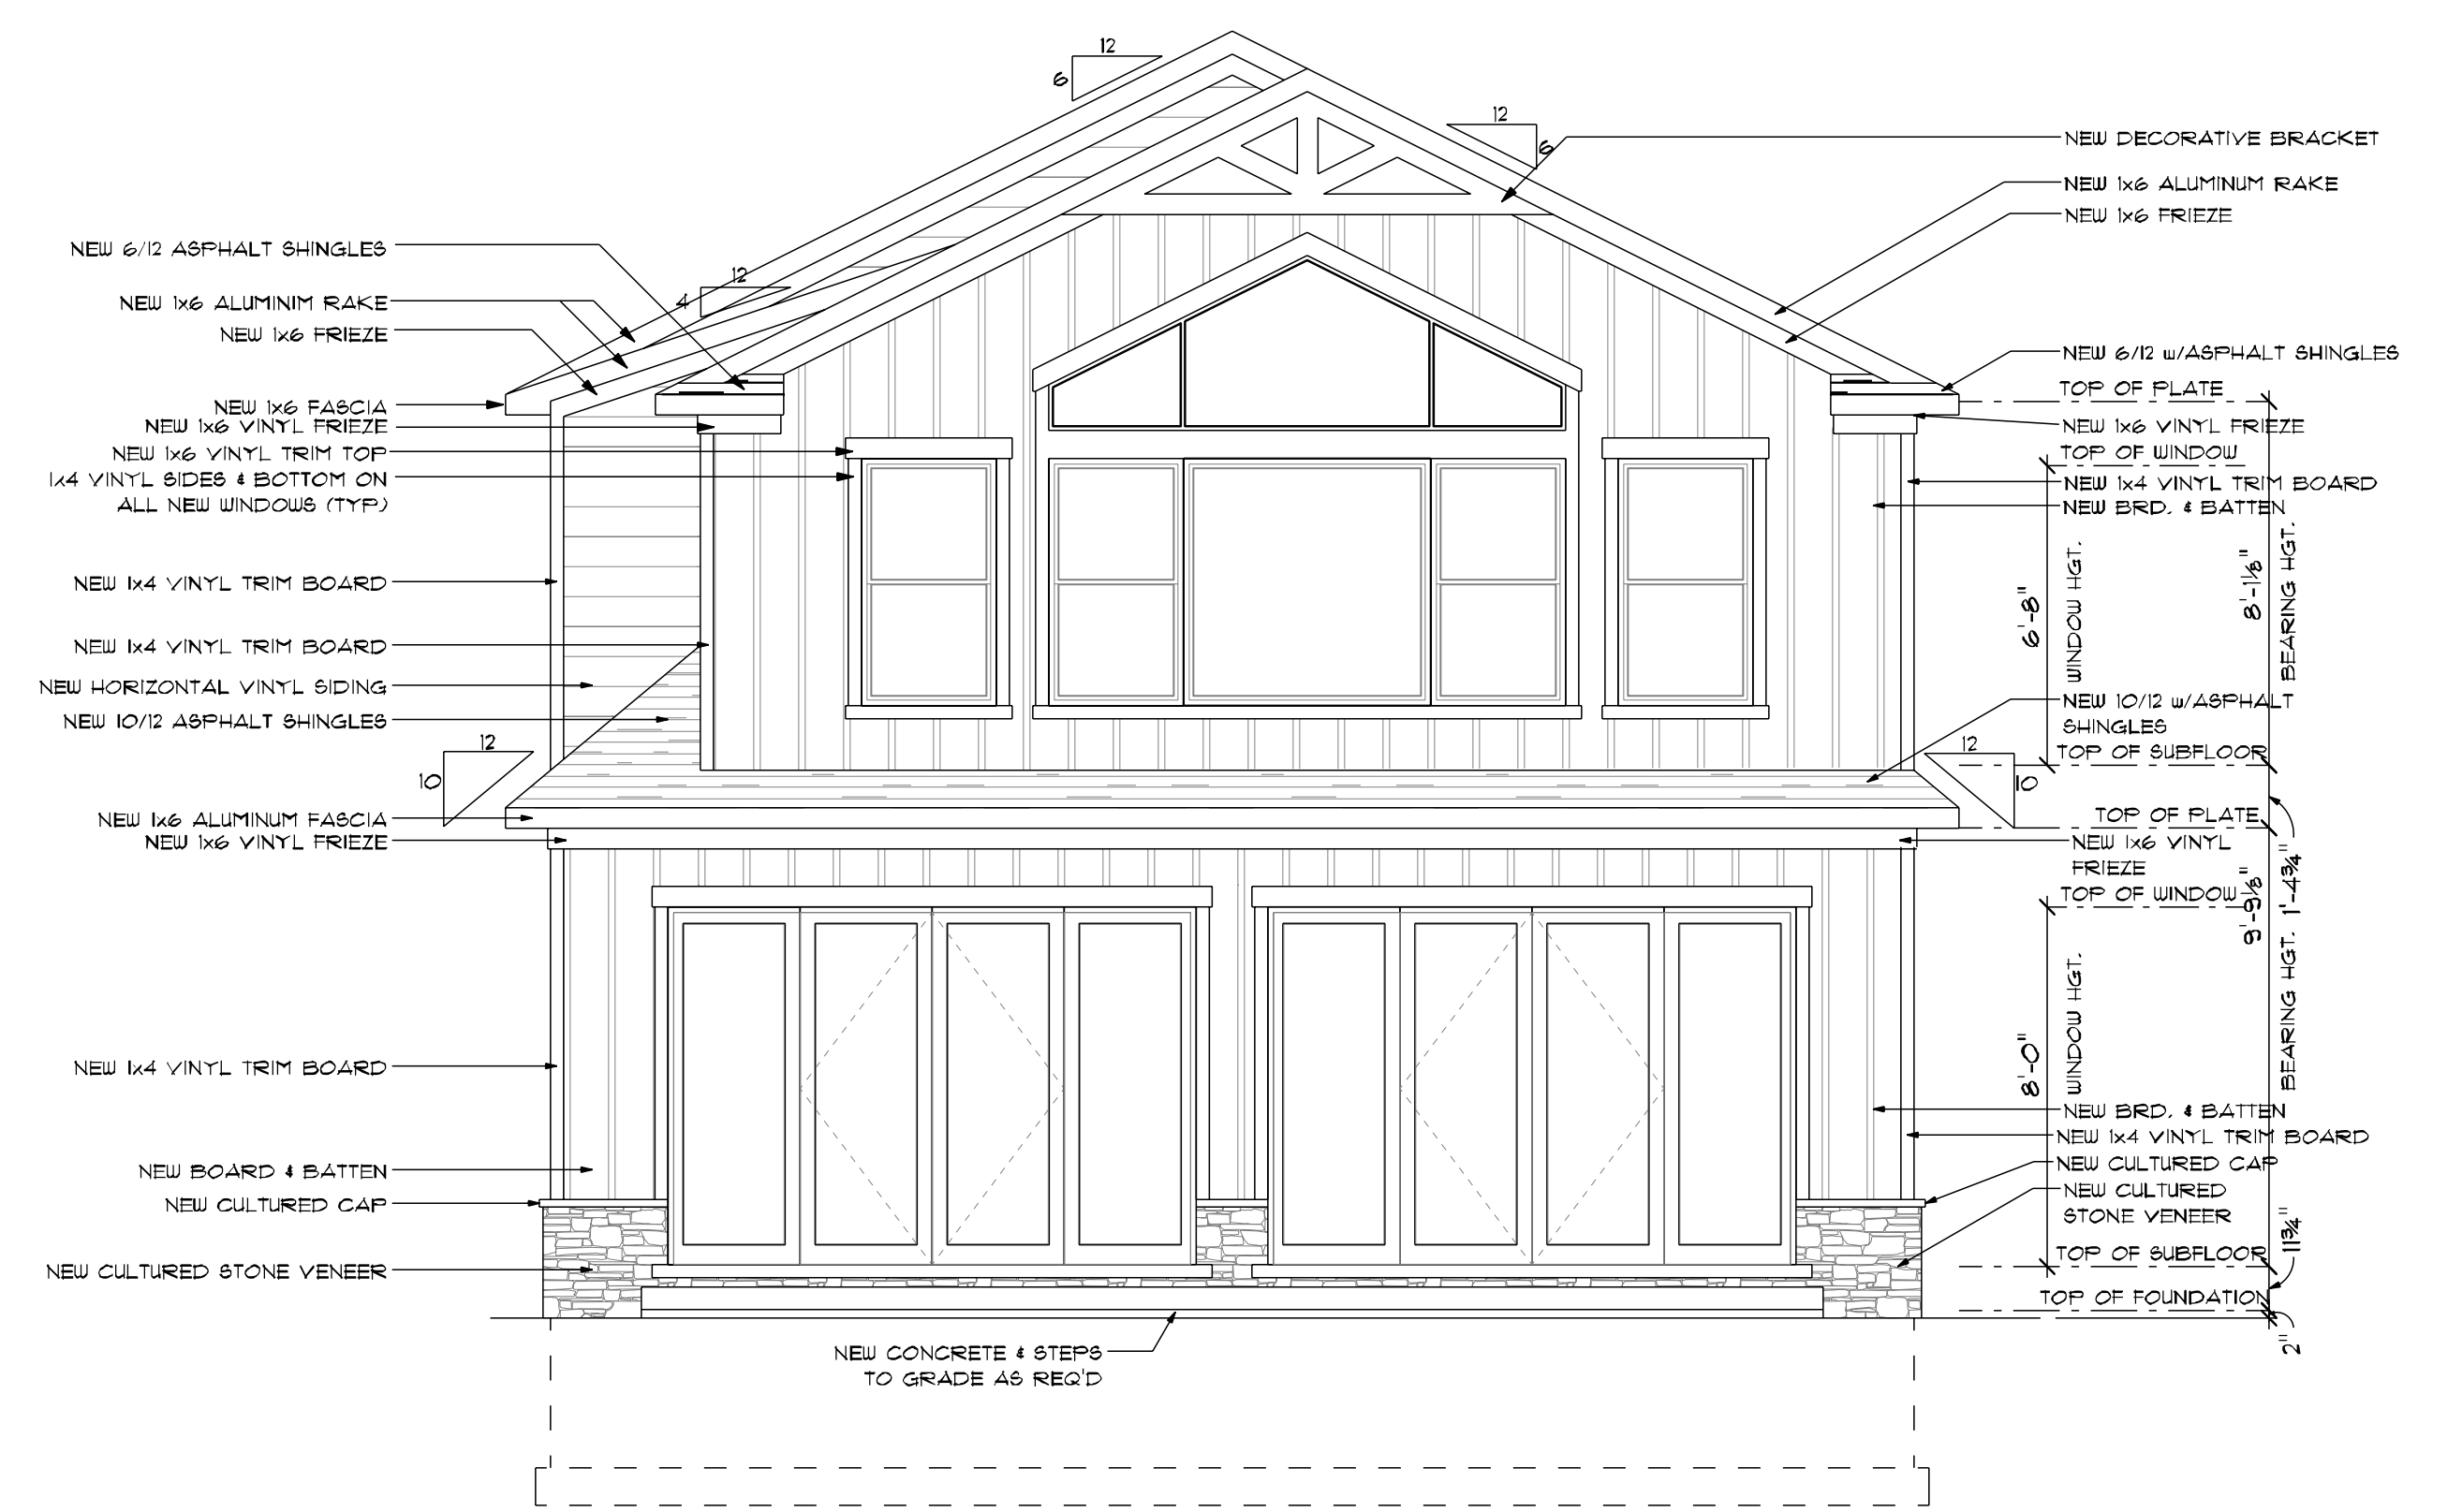 12
6
12
6
NEW DECORATIVE BRACKET
NEW 1x6 ALUMINUM RAKE
NEW 1x6 FRIEZE
NEW 6/12 ASPHALT SHINGLES
12
4
NEW 1x6 ALUMINIM RAKE
NEW 1x6 FRIEZE
NEW 6/12 w/ASPHALT SHINGLES
TOP OF PLATE
NEW 1x6 FASCIA
NEW 1x6 VINYL FRIEZE
NEW 1x6 VINYL FRIEZE
NEW 1x6 VINYL TRIM TOP
TOP OF WINDOW
1x4 VINYL SIDES & BOTTOM ON
ALL NEW WINDOWS (TYP.)
NEW 1x4 VINYL TRIM BOARD
NEW BRD. & BATTEN
NEW 1x4 VINYL TRIM BOARD
6'-8"
WINDOW HGT.
8'-1⅛"
BEARING HGT.
NEW 1x4 VINYL TRIM BOARD
NEW HORIZONTAL VINYL SIDING
NEW 10/12 w/ASPHALT
SHINGLES
NEW 10/12 ASPHALT SHINGLES
12
10
12
10
TOP OF SUBFLOOR
NEW 1x6 ALUMINUM FASCIA
TOP OF PLATE
NEW 1x6 VINYL FRIEZE
NEW 1x6 VINYL
FRIEZE
TOP OF WINDOW
1'-4¾"
9'-9⅛"
BEARING HGT.
8'-0"
WINDOW HGT.
NEW 1x4 VINYL TRIM BOARD
NEW BRD. & BATTEN
NEW 1x4 VINYL TRIM BOARD
NEW BOARD & BATTEN
NEW CULTURED CAP
NEW CULTURED CAP
NEW CULTURED
STONE VENEER
NEW CULTURED STONE VENEER
TOP OF SUBFLOOR
11¾"
TOP OF FOUNDATION
2"
NEW CONCRETE & STEPS
TO GRADE AS REQ'D